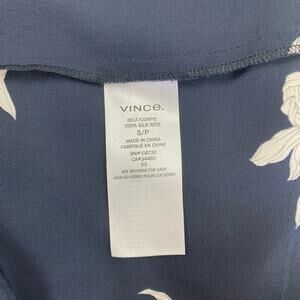 VINCE.
SELF/CORPS:
100% SILK/SOIE
S/P
MADE IN CHINA
FABRIQUÉ EN CHINE
RN#106730
CA#34460
03
SEE REVERSE FOR CARE
VOIR AU VERSO POUR LES SOINS